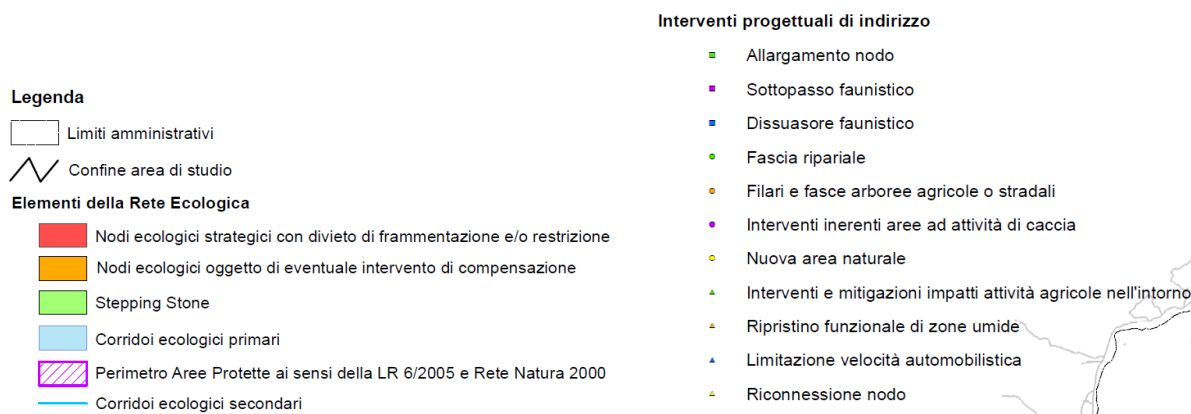 Legenda
Limiti amministrativi
Confine area di studio
Elementi della Rete Ecologica
Nodi ecologici strategici con divieto di frammentazione e/o restrizione
Nodi ecologici oggetto di eventuale intervento di compensazione
Stepping Stone
Corridoi ecologici primari
Perimetro Aree Protette ai sensi della LR 6/2005 e Rete Natura 2000
Corridoi ecologici secondari
Interventi progettuali di indirizzo
Allargamento nodo
Sottopasso faunistico
Dissuasore faunistico
Fascia ripariale
Filari e fasce arboree agricole o stradali
Interventi inerenti aree ad attività di caccia
Nuova area naturale
Interventi e mitigazioni impatti attività agricole nell'intorno
Ripristino funzionale di zone umide
Limitazione velocità automobilistica
Riconnessione nodo